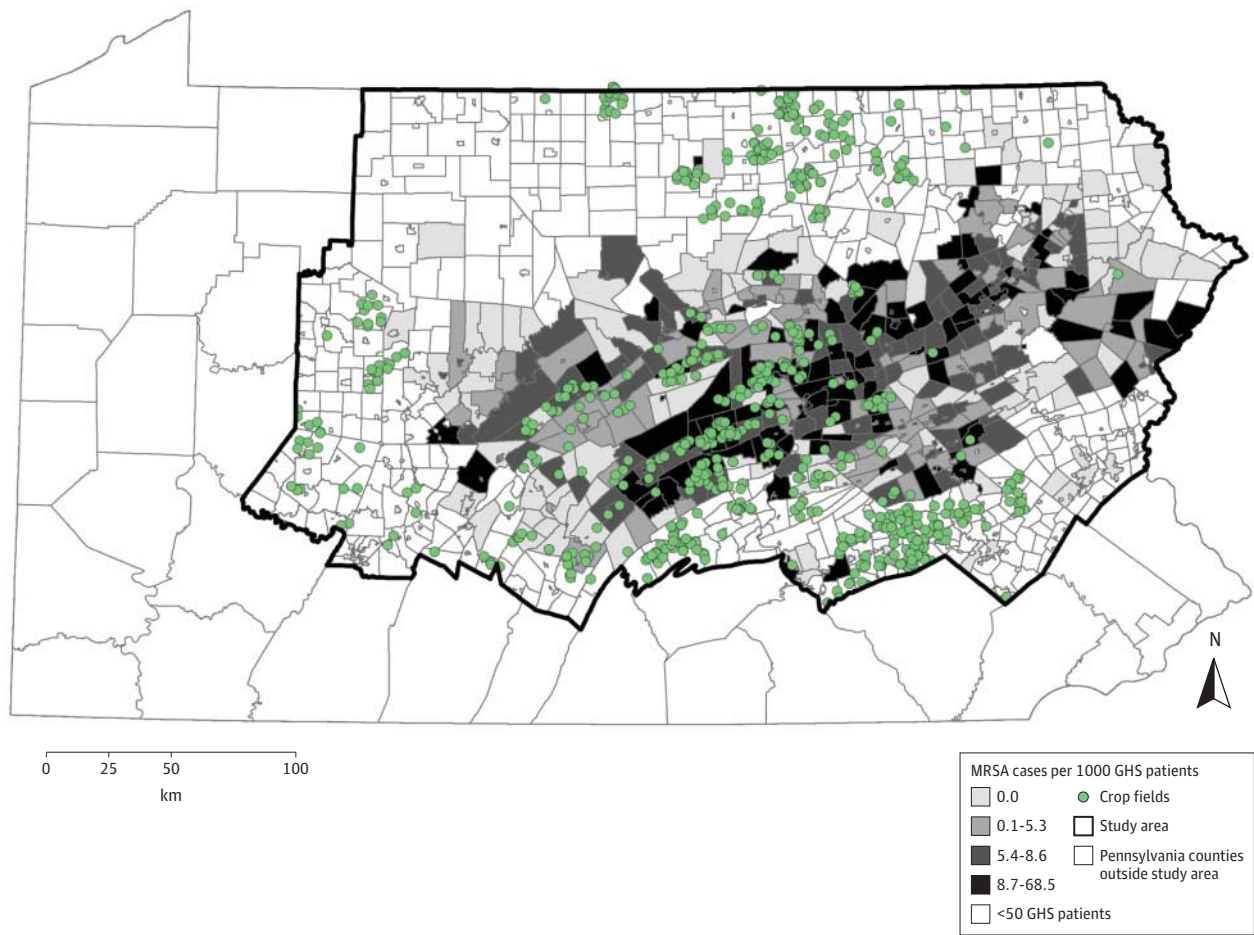 N
0 25 50 100
km
MRSA cases per 1000 GHS patients
0.0
0.1-5.3
5.4-8.6
8.7-68.5
<50 GHS patients
Crop fields
Study area
Pennsylvania counties
outside study area